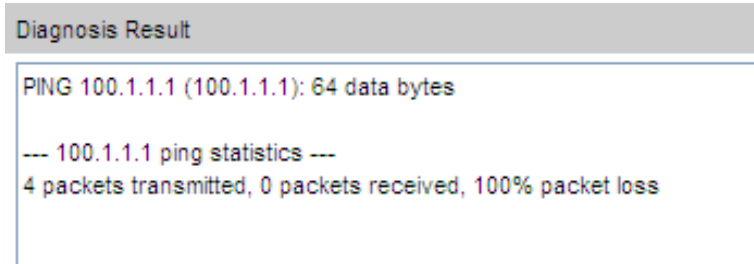 Diagnosis Result
PING 100.1.1.1 (100.1.1.1): 64 data bytes
--- 100.1.1.1 ping statistics ---
4 packets transmitted, 0 packets received, 100% packet loss